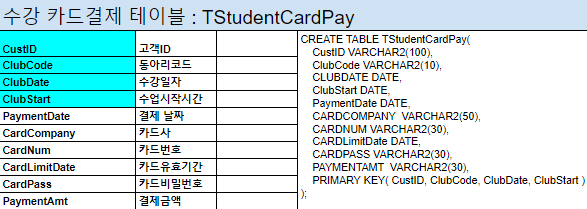 수강 카드결제 테이블 : TStudentCardPay
CustID 고객ID
ClubCode 동아리코드
ClubDate 수강일자
ClubStart 수업시작시간
PaymentDate 결제 날짜
CardCompany 카드사
CardNum 카드번호
CardLimitDate 카드유효기간
CardPass 카드비밀번호
PaymentAmt 결제금액
CREATE TABLE TStudentCardPay(
CustID VARCHAR2(100),
ClubCode VARCHAR2(10),
CLUBDATE DATE,
ClubStart DATE,
PaymentDate DATE,
CARDCOMPANY  VARCHAR2(50),
CARDNUM VARCHAR2(30),
CARDLimitDate DATE,
CARDPASS VARCHAR2(30),
PAYMENTAMT  VARCHAR2(30),
PRIMARY KEY( CustID, ClubCode, ClubDate, ClubStart )
);